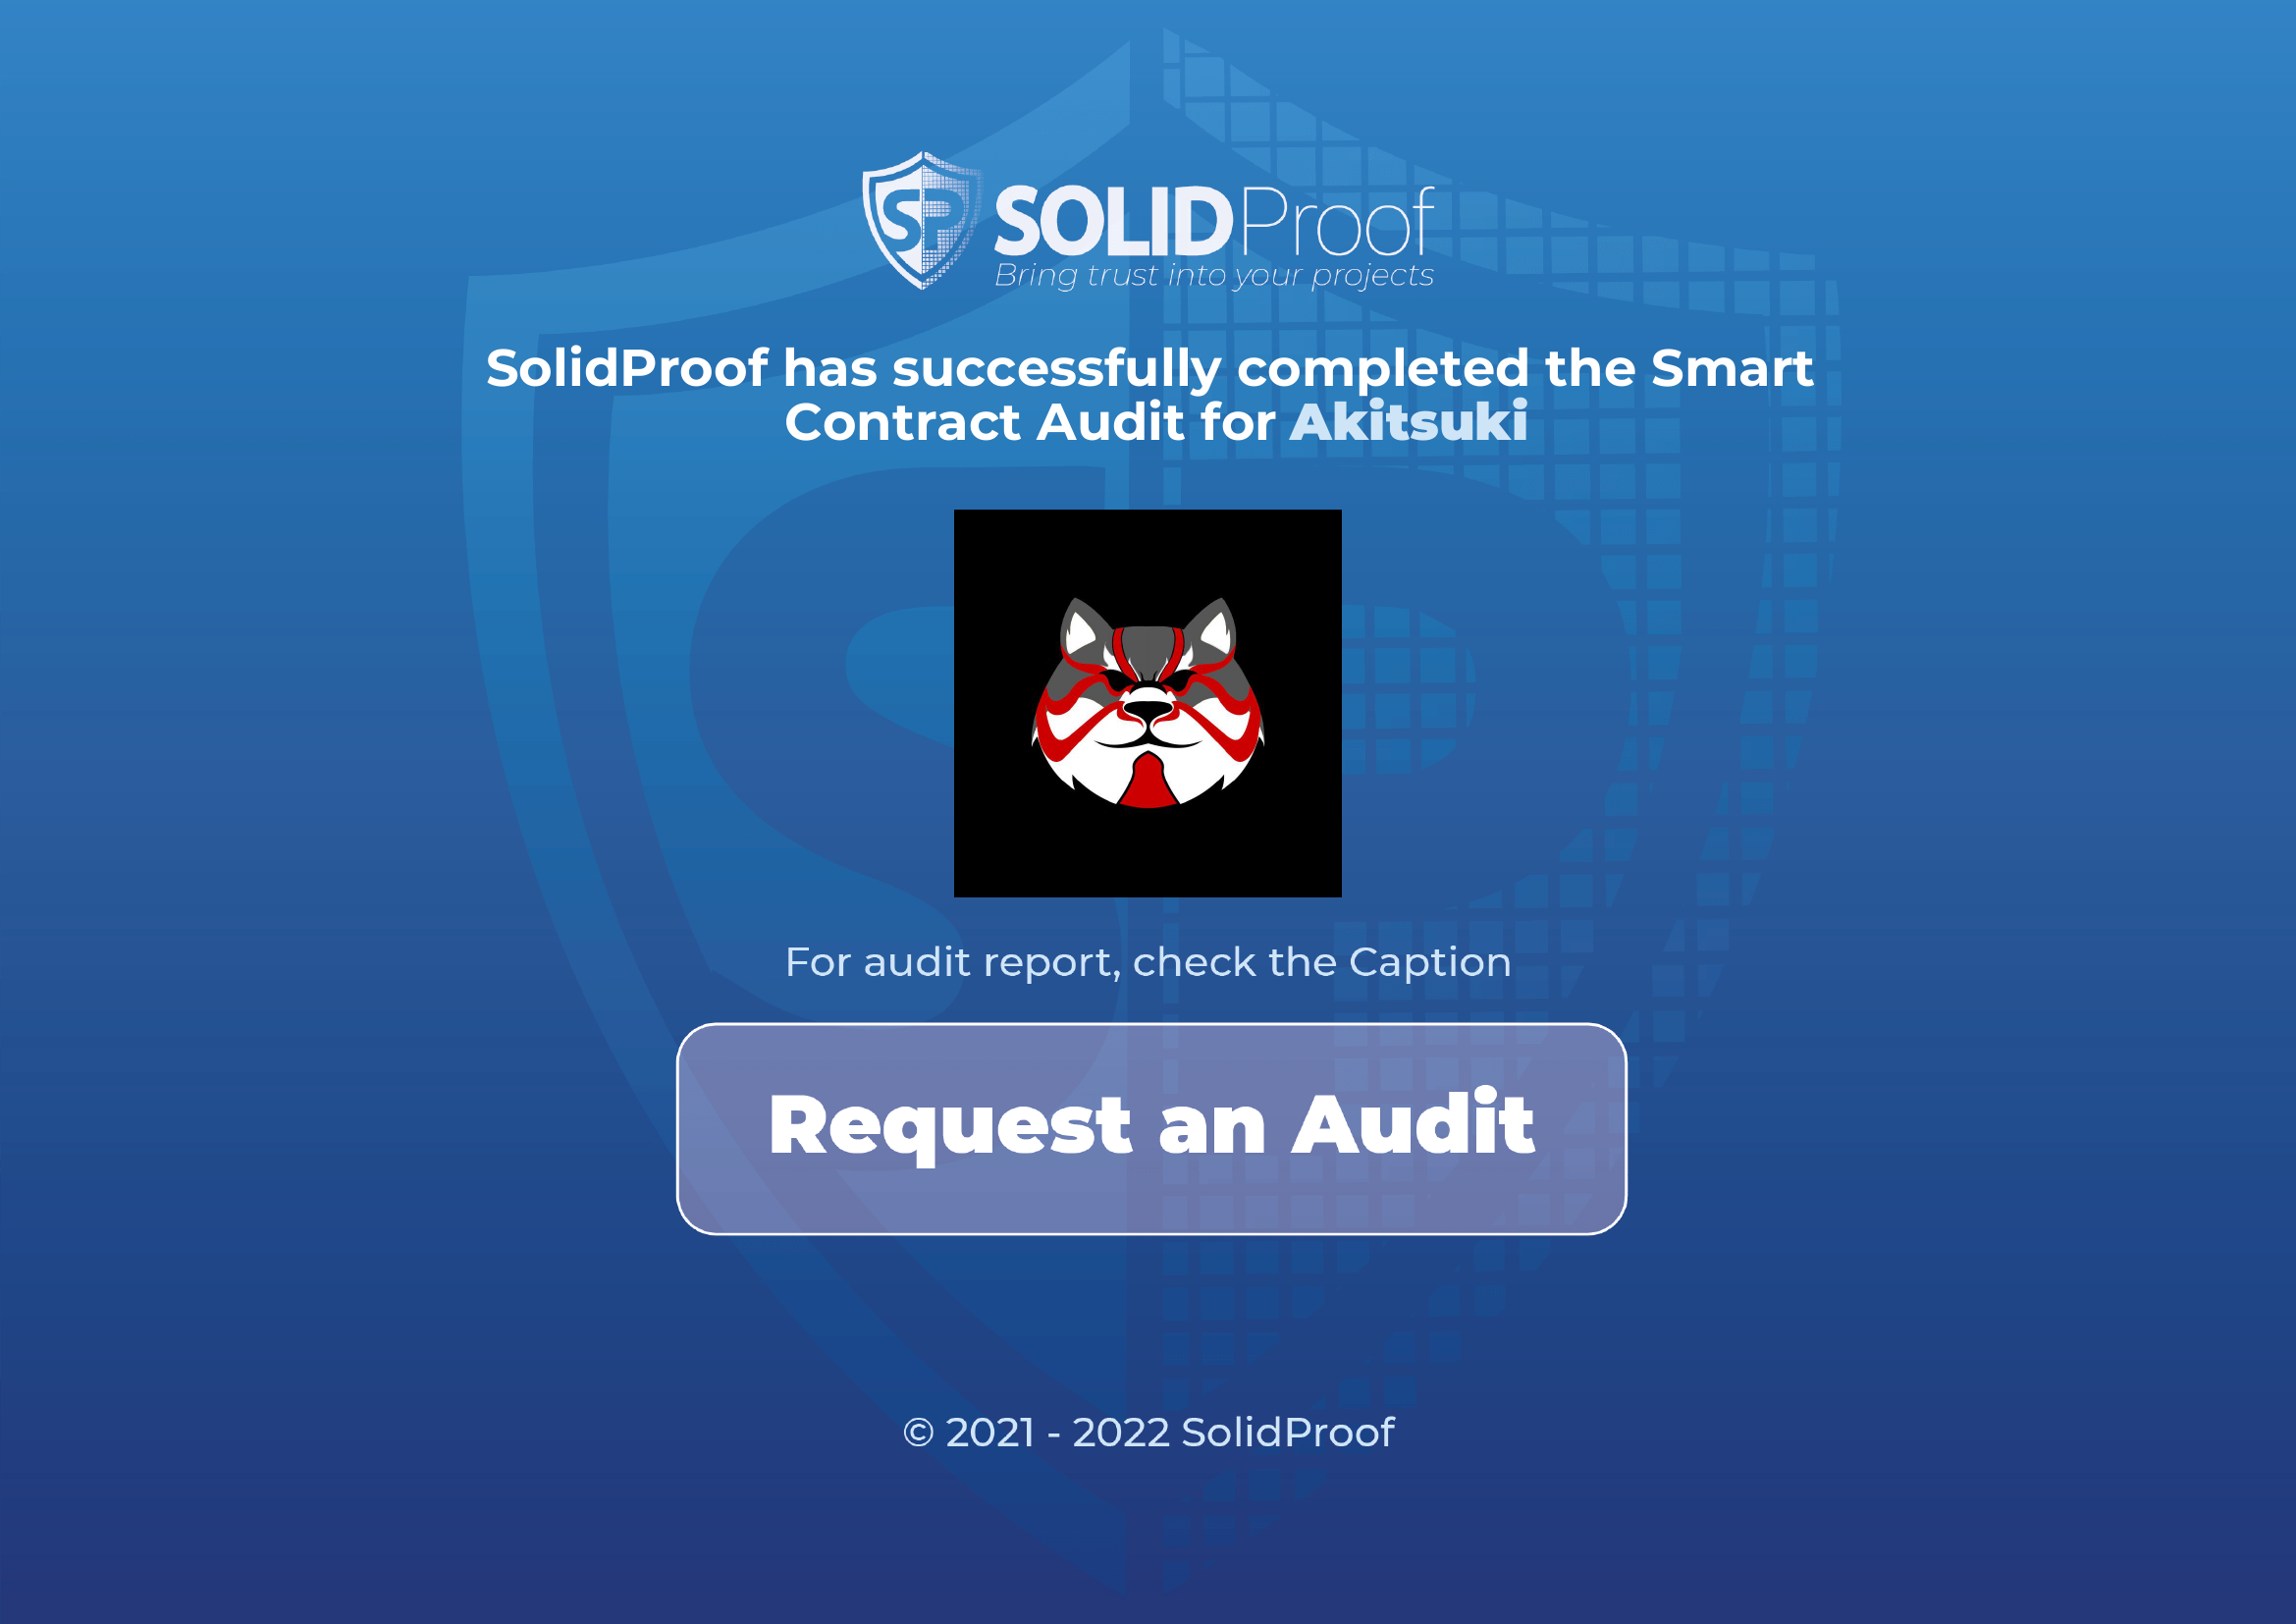 SP SOLIDProof
Bring trust into your projects
SolidProof has successfully completed the Smart
Contract Audit for Akitsuki
For audit report, check the Caption
Request an Audit
© 2021 - 2022 SolidProof